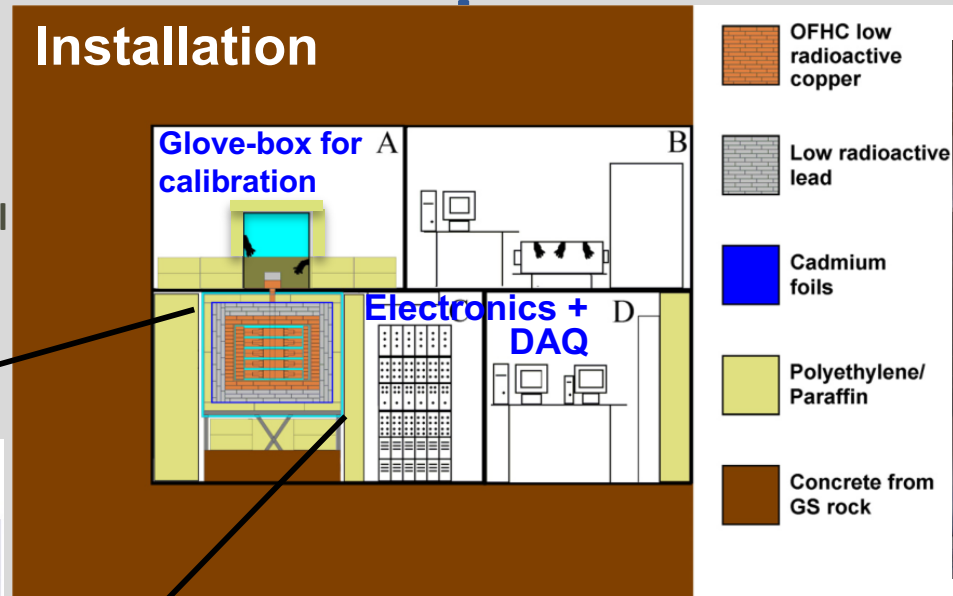 Installation
Glove-box for
calibration
A
B
Electronics +
DAQ
C
D
OFHC low
radioactive
copper
Low radioactive
lead
Cadmium
foils
Polyethylene/
Paraffin
Concrete from
GS rock